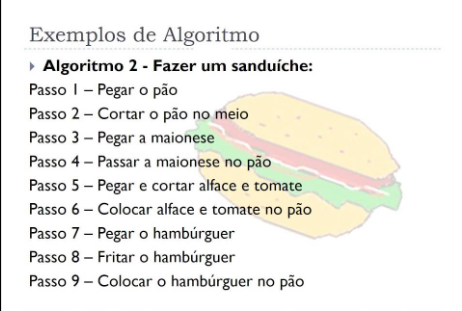 Exemplos de Algoritmo
Algoritmo 2 - Fazer um sanduíche:
Passo 1 – Pegar o pão
Passo 2 – Cortar o pão no meio
Passo 3 – Pegar a maionese
Passo 4 – Passar a maionese no pão
Passo 5 – Pegar e cortar alface e tomate
Passo 6 – Colocar alface e tomate no pão
Passo 7 – Pegar o hambúrguer
Passo 8 – Fritar o hambúrguer
Passo 9 – Colocar o hambúrguer no pão